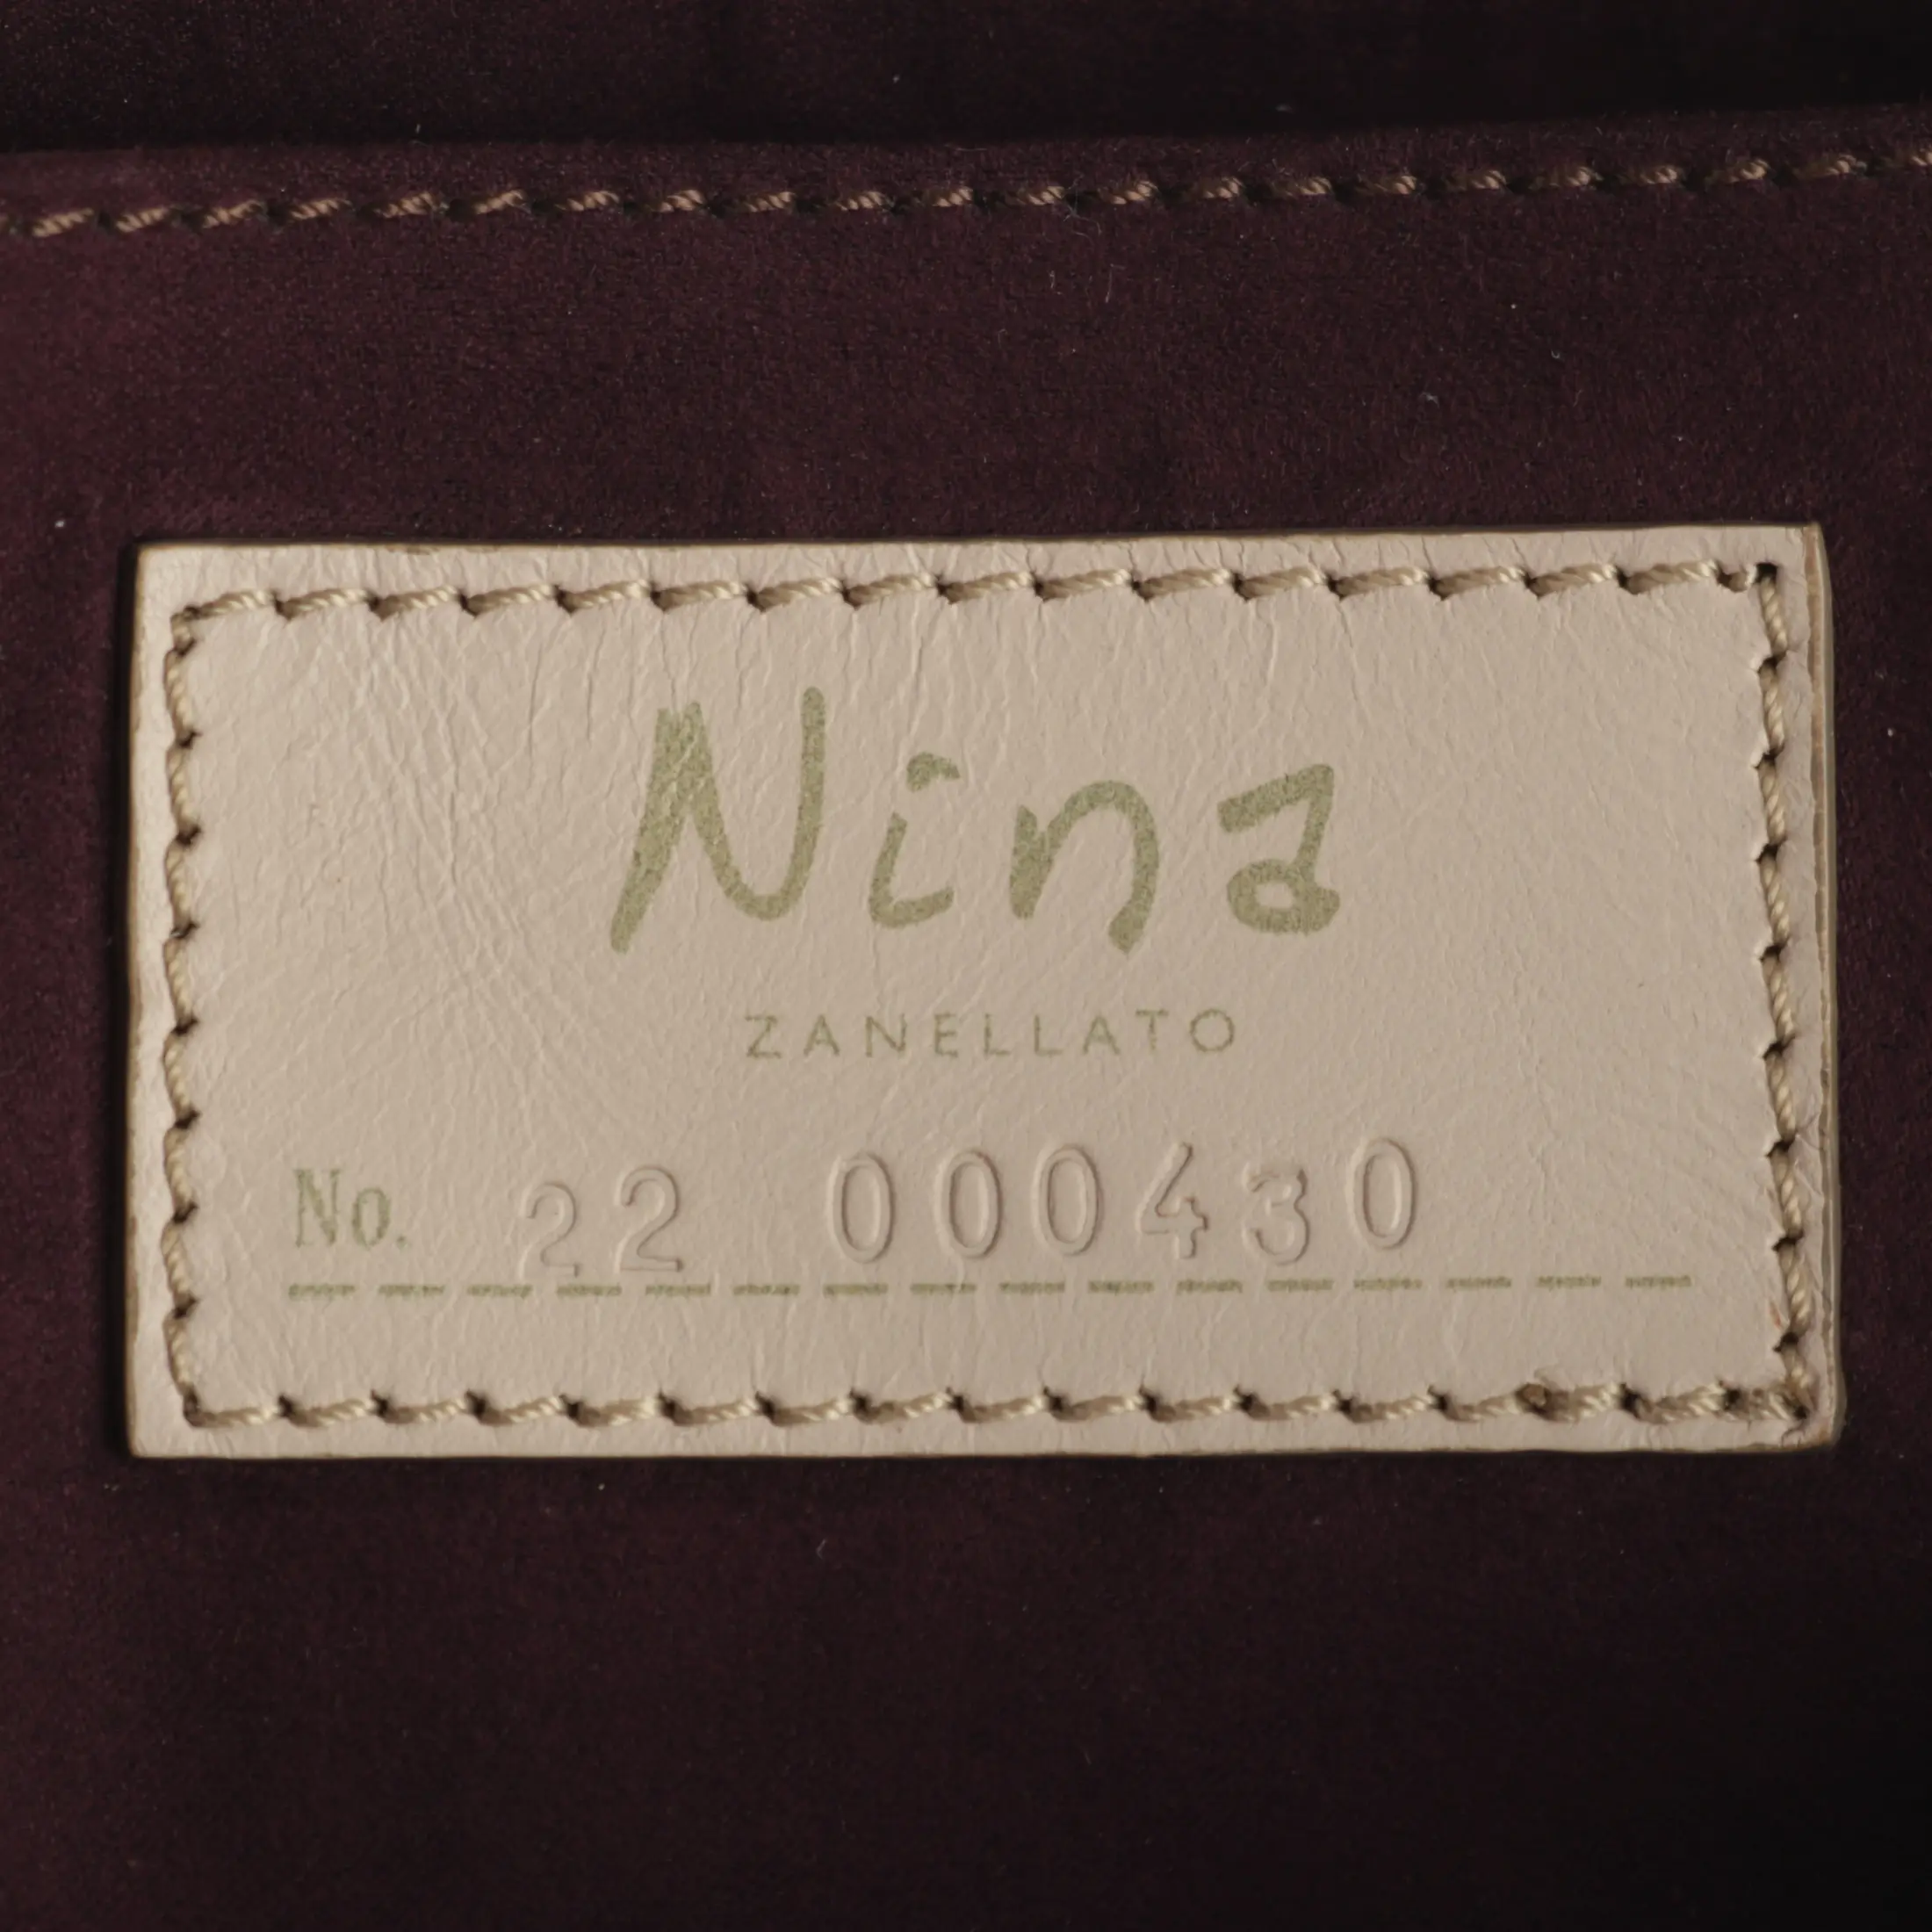 Nina
ZANELLATO
No. 22 000430